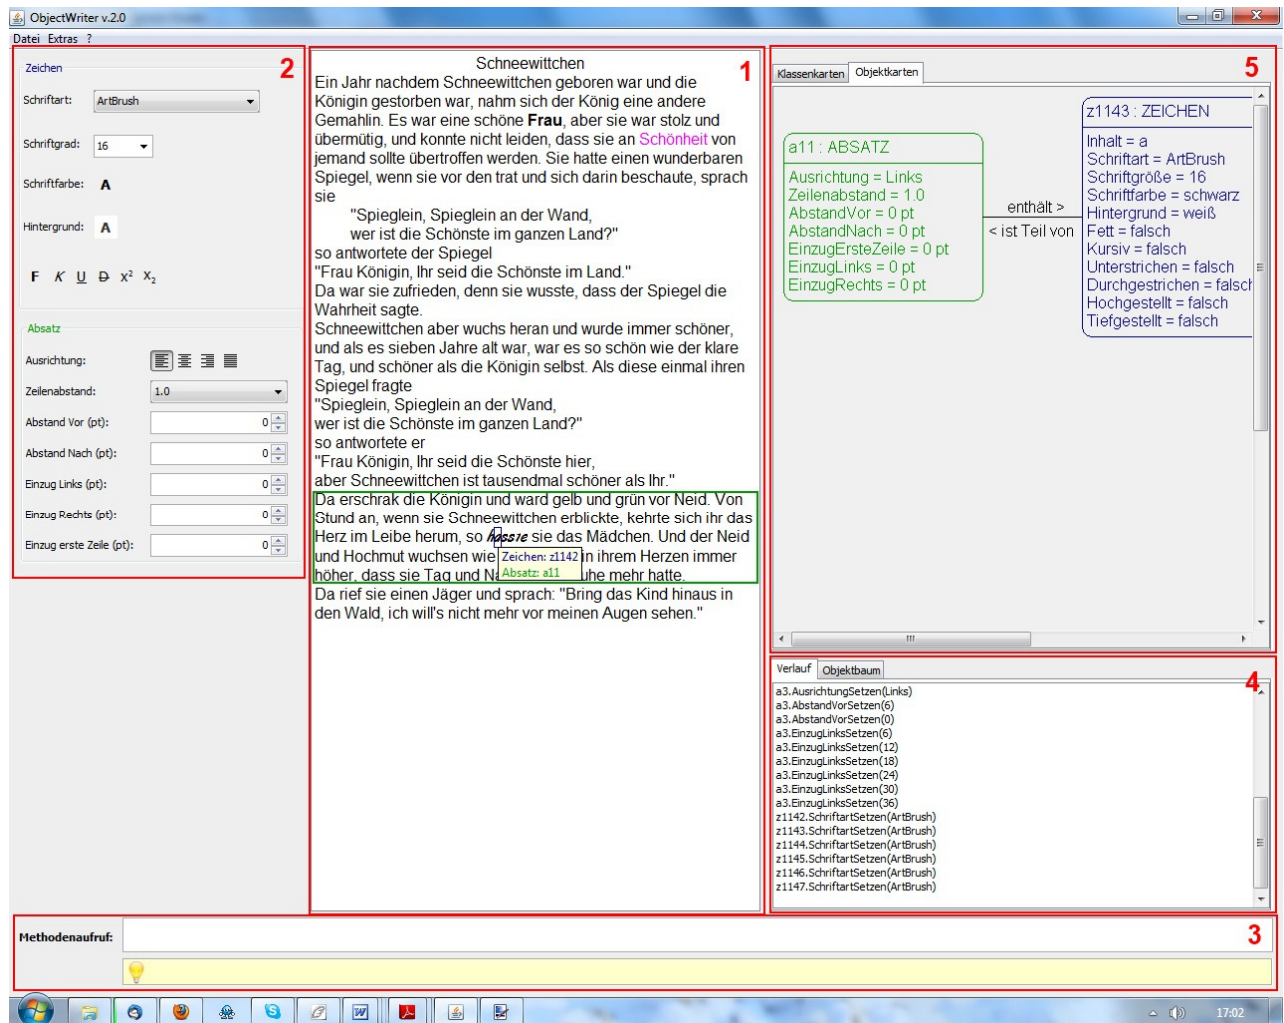 ObjectWriter v.2.0
Datei Extras ?
2
Zeichen
Schriftart: ArtBrush
Schriftgrad: 16
Schriftfarbe: A
Hintergrund: A
F K U D X² X₂
Absatz
Ausrichtung:
Zeilenabstand: 1.0
Abstand Vor (pt): 0
Abstand Nach (pt): 0
Einzug Links (pt): 0
Einzug Rechts (pt): 0
Einzug erste Zeile (pt): 0
1
Schneewittchen
Ein Jahr nachdem Schneewittchen geboren war und die
Königin gestorben war, nahm sich der König eine andere
Gemahlin. Es war eine schöne Frau, aber sie war stolz und
übermütig, und konnte nicht leiden, dass sie an Schönheit von
jemand sollte übertroffen werden. Sie hatte einen wunderbaren
Spiegel, wenn sie vor den trat und sich darin beschaute, sprach
sie
"Spieglein, Spieglein an der Wand,
wer ist die Schönste im ganzen Land?"
so antwortete der Spiegel
"Frau Königin, Ihr seid die Schönste im Land."
Da war sie zufrieden, denn sie wusste, dass der Spiegel die
Wahrheit sagte.
Schneewittchen aber wuchs heran und wurde immer schöner,
und als es sieben Jahre alt war, war es so schön wie der klare
Tag, und schöner als die Königin selbst. Als diese einmal ihren
Spiegel fragte
"Spieglein, Spieglein an der Wand,
wer ist die Schönste im ganzen Land?"
so antwortete er
"Frau Königin, Ihr seid die Schönste hier,
aber Schneewittchen ist tausendmal schöner als Ihr."
Da erschrak die Königin und ward gelb und grün vor Neid. Von
Stund an, wenn sie Schneewittchen erblickte, kehrte sich ihr das
Herz im Leibe herum, so hasste sie das Mädchen. Und der Neid
und Hochmut wuchsen wie in ihrem Herzen immer
höher, dass sie Tag und Na uhe mehr hatte.
Zeichen: z1142
Absatz: a11
Da rief sie einen Jäger und sprach: "Bring das Kind hinaus in
den Wald, ich will's nicht mehr vor meinen Augen sehen."
5
Klassenkarten Objektkarten
a11 : ABSATZ
Ausrichtung = Links
Zeilenabstand = 1.0
AbstandVor = 0 pt
AbstandNach = 0 pt
EinzugErsteZeile = 0 pt
EinzugLinks = 0 pt
EinzugRechts = 0 pt
enthält >
< ist Teil von
z1143 : ZEICHEN
Inhalt = a
Schriftart = ArtBrush
Schriftgröße = 16
Schriftfarbe = schwarz
Hintergrund = weiß
Fett = falsch
Kursiv = falsch
Unterstrichen = falsch
Durchgestrichen = falsch
Hochgestellt = falsch
Tiefgestellt = falsch
4
Verlauf Objektbaum
a3.AusrichtungSetzen(Links)
a3.AbstandVorSetzen(6)
a3.AbstandVorSetzen(0)
a3.EinzugLinksSetzen(6)
a3.EinzugLinksSetzen(12)
a3.EinzugLinksSetzen(18)
a3.EinzugLinksSetzen(24)
a3.EinzugLinksSetzen(30)
a3.EinzugLinksSetzen(36)
z1142.SchriftartSetzen(ArtBrush)
z1143.SchriftartSetzen(ArtBrush)
z1144.SchriftartSetzen(ArtBrush)
z1145.SchriftartSetzen(ArtBrush)
z1146.SchriftartSetzen(ArtBrush)
z1147.SchriftartSetzen(ArtBrush)
Methodenaufruf:
3
17:02